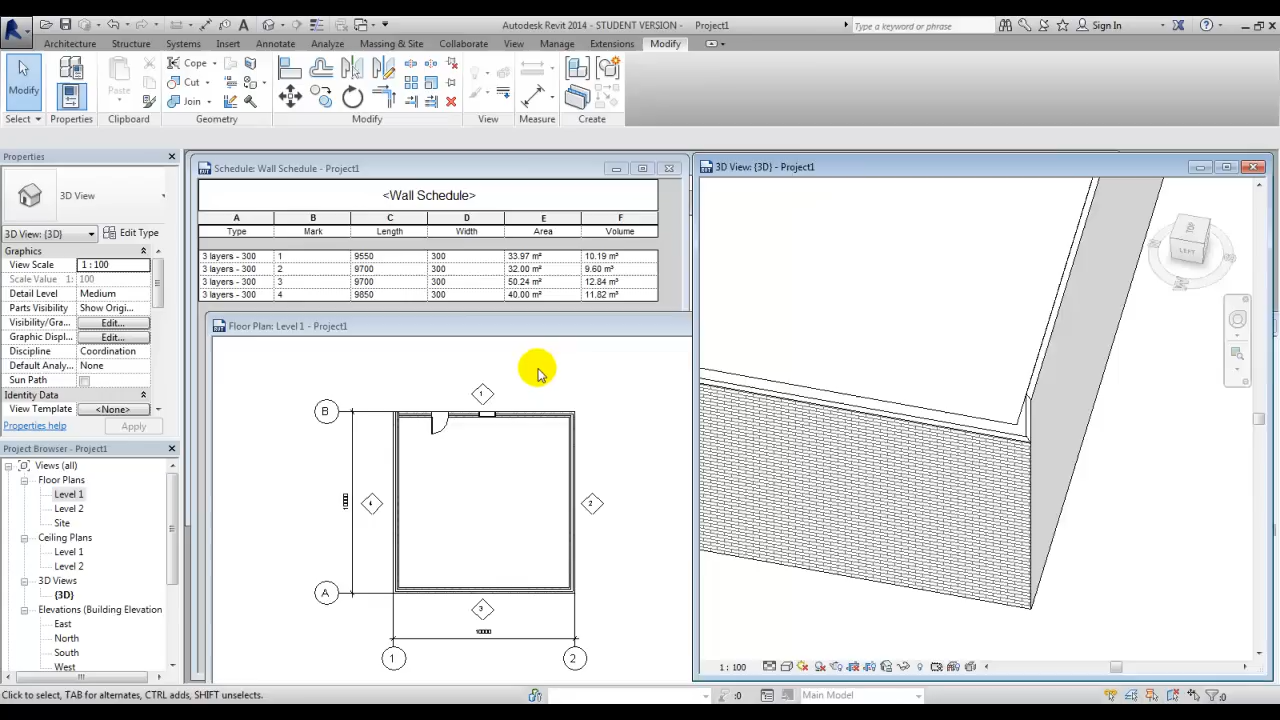 Autodesk Revit 2014 - STUDENT VERSION - Project1
Type a keyword or phrase
Sign In
Architecture Structure Systems Insert Annotate Analyze Massing & Site Collaborate View Manage Extensions Modify
Modify
Paste
Cope
Cut
Join
Select Properties Clipboard Geometry Modify View Measure Create
Properties
3D View
3D View: {3D} Edit Type
Graphics
View Scale 1 : 100
Scale Value 1: 100
Detail Level Medium
Parts Visibility Show Origi...
Visibility/Gra... Edit...
Graphic Displ... Edit...
Discipline Coordination
Default Analy... None
Sun Path
Identity Data
View Template <None>
Properties help Apply
Project Browser - Project1
Views (all)
Floor Plans
Level 1
Level 2
Site
Ceiling Plans
Level 1
Level 2
3D Views
{3D}
Elevations (Building Elevation
East
North
South
West
Schedule: Wall Schedule - Project1
<Wall Schedule>
A B C D E F
Type Mark Length Width Area Volume
3 layers - 300 1 9550 300 33.97 m² 10.19 m³
3 layers - 300 2 9700 300 32.00 m² 9.60 m³
3 layers - 300 3 9700 300 50.24 m² 12.84 m³
3 layers - 300 4 9850 300 40.00 m² 11.82 m³
Floor Plan: Level 1 - Project1
1
B
4
2
A
3
10000
1 2
3D View: {3D} - Project1
LEFT
1 : 100
Click to select, TAB for alternates, CTRL adds, SHIFT unselects.
:0
Main Model
:0